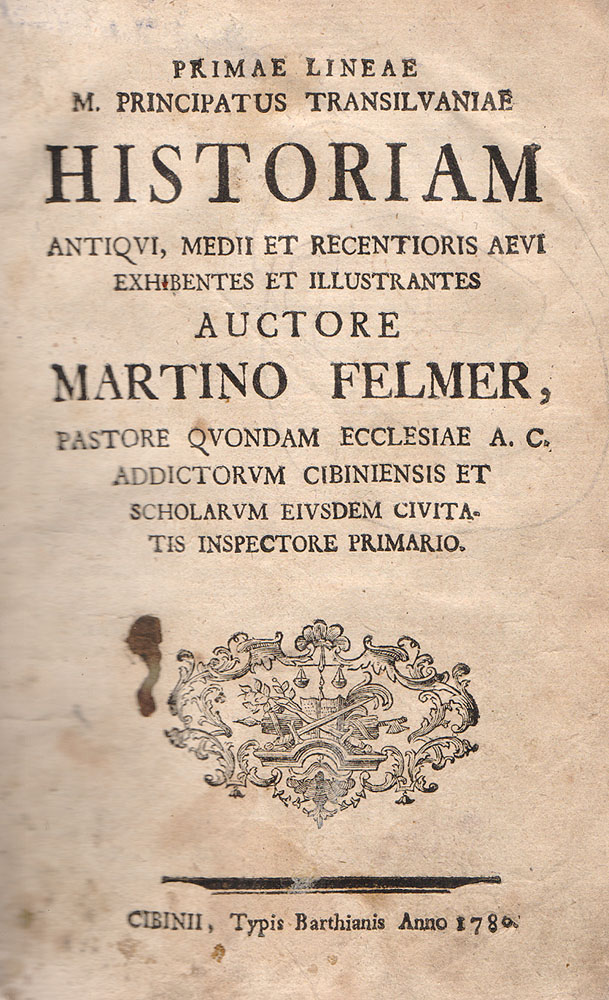 PRIMAE LINEAE
M. PRINCIPATUS TRANSILVANIAE
HISTORIAM
ANTIQVI, MEDII ET RECENTIORIS AEVI
EXHIBENTES ET ILLUSTRANTES
AUCTORE
MARTINO FELMER,
PASTORE QVONDAM ECCLESIAE A. C.
ADDICTORVM CIBINIENSIS ET
SCHOLARVM EIVSDEM CIVITA-
TIS INSPECTORE PRIMARIO.
CIBINII, Typis Barthianis Anno 1780.